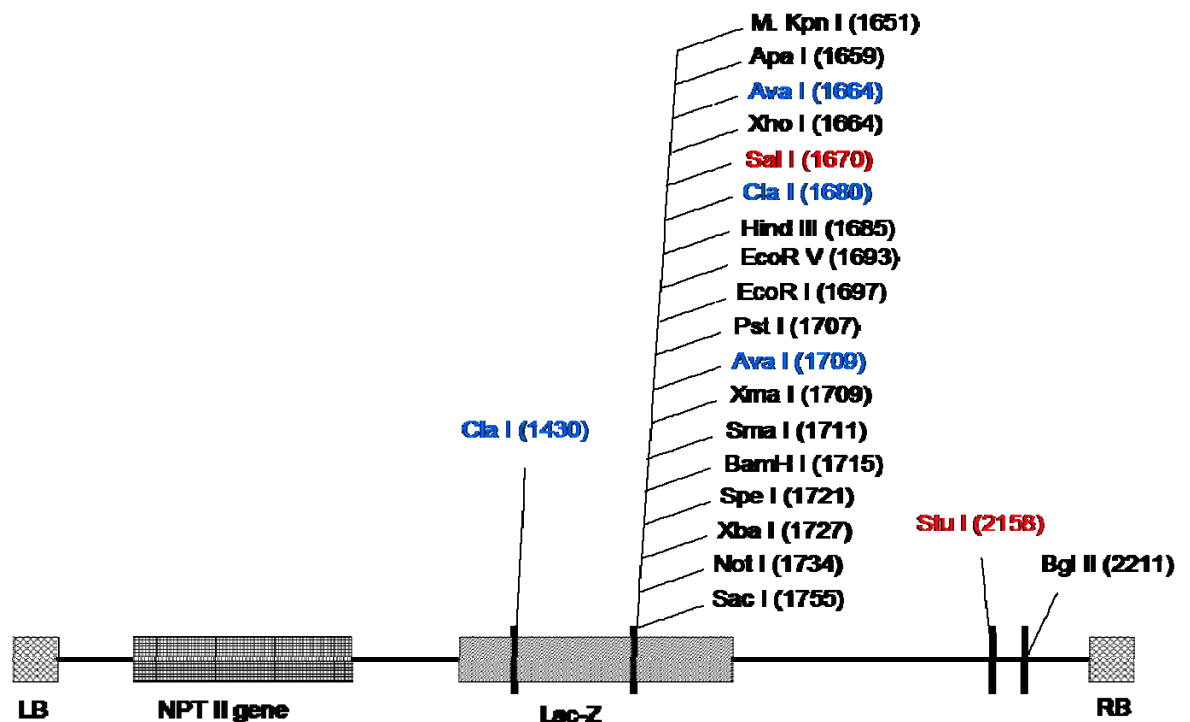 M. Kpn I (1651)
Apa I (1659)
Ava I (1664)
Xho I (1664)
Sal I (1670)
Cla I (1680)
Hind III (1685)
EcoR V (1693)
EcoR I (1697)
Pst I (1707)
Ava I (1709)
Xma I (1709)
Cla I (1430)
Sma I (1711)
BamH I (1715)
Spe I (1721)
Xba I (1727)
Stu I (2158)
Not I (1734)
Bgl II (2211)
Sac I (1755)
LB
NPT II gene
Lac-Z
RB